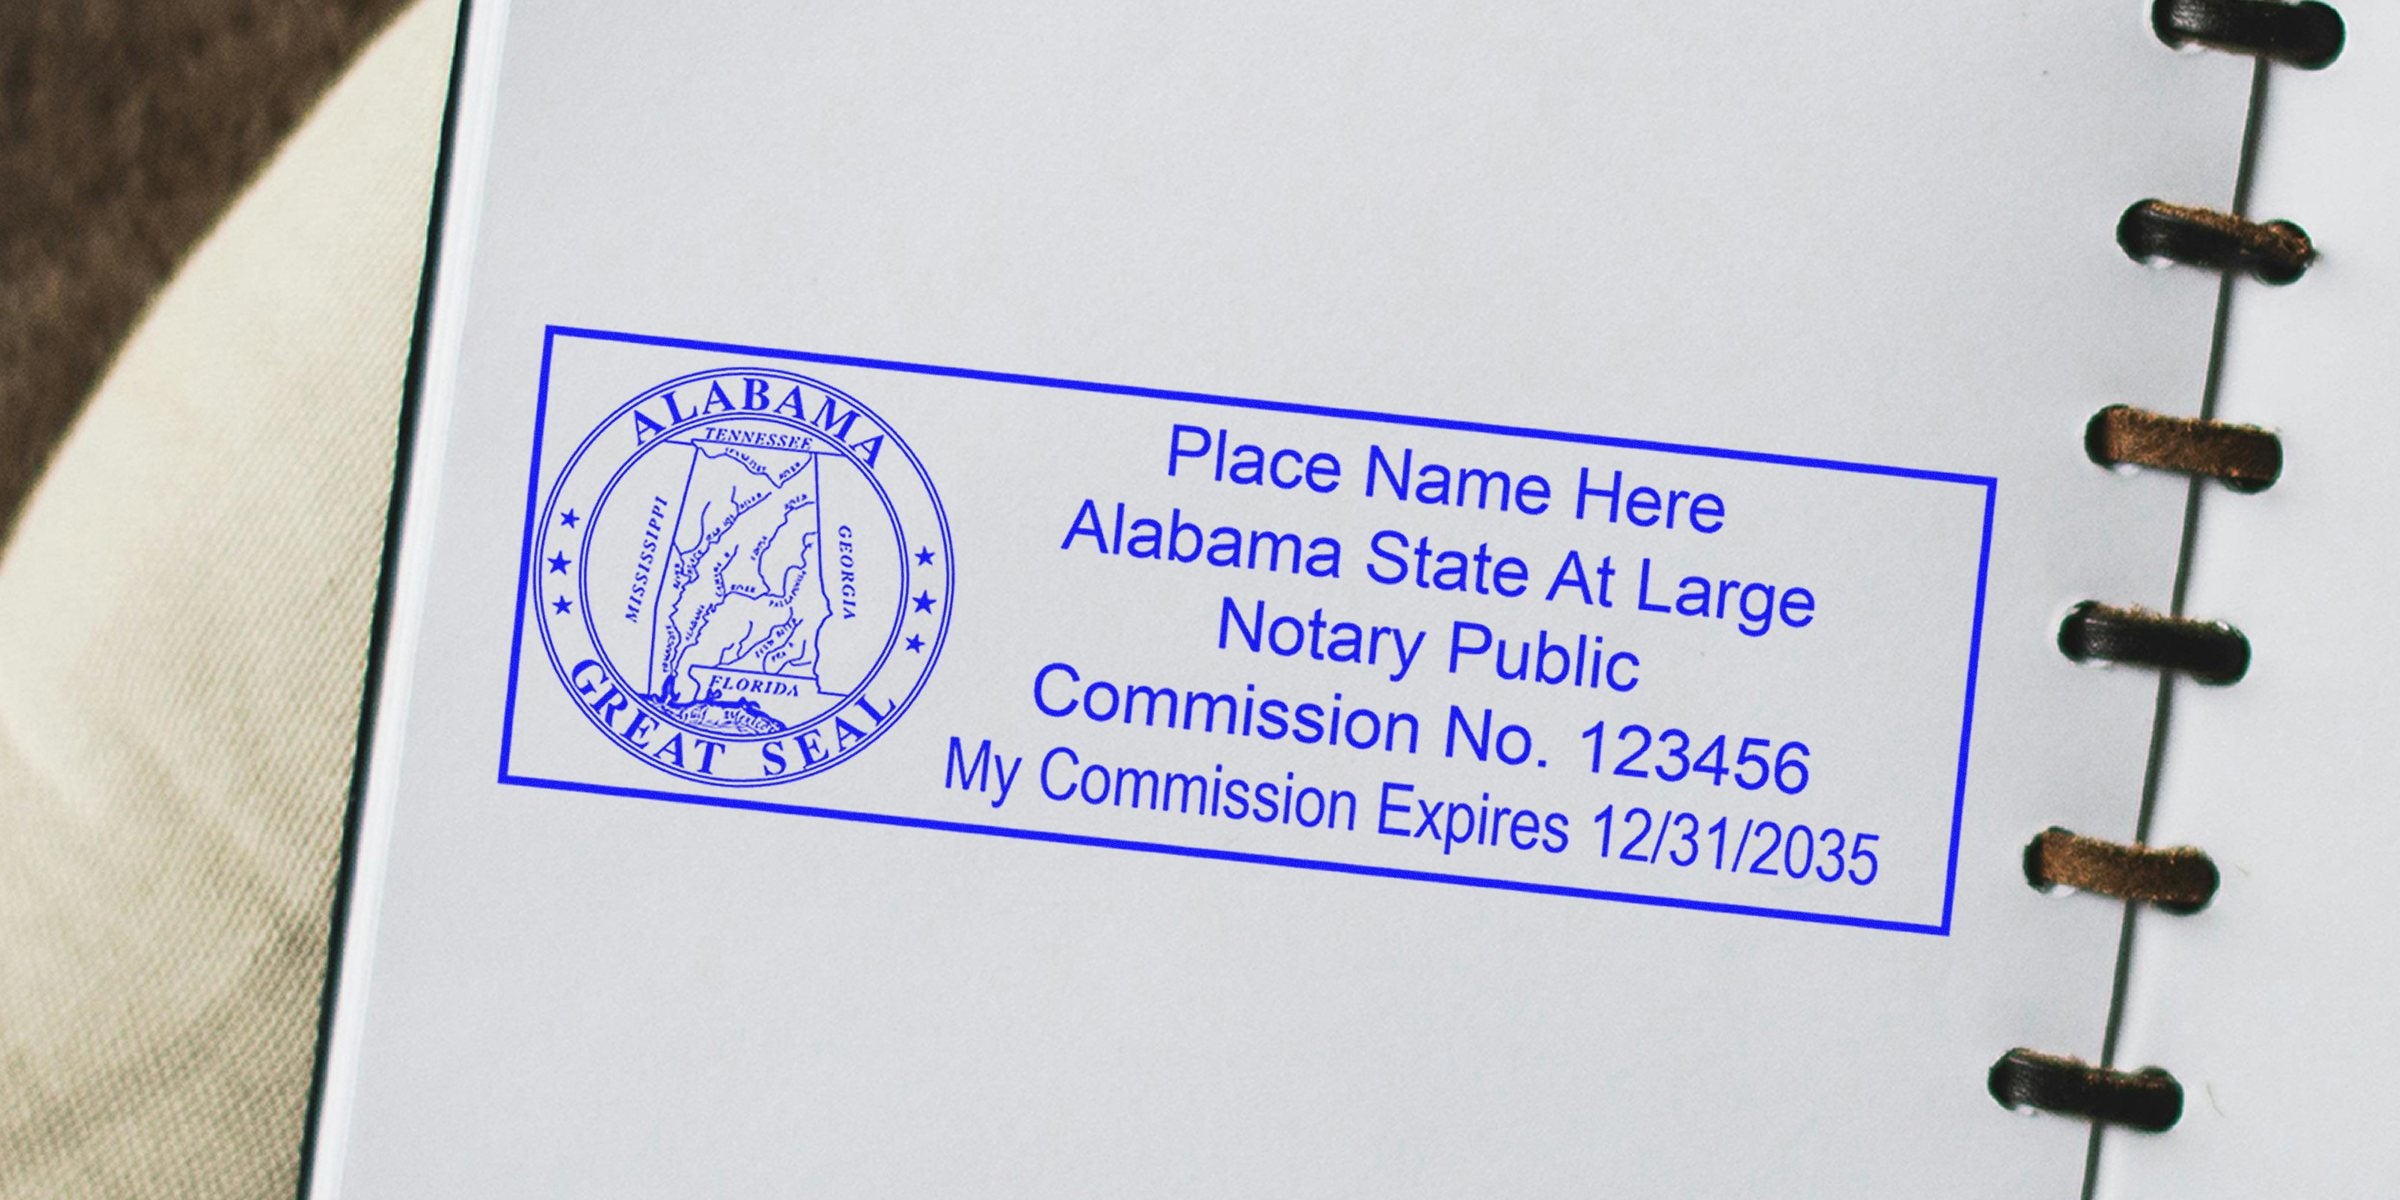 ALABAMA
TENNESSEE
MISSISSIPPI
GEORGIA
FLORIDA
GREAT SEAL
Place Name Here
Alabama State At Large
Notary Public
Commission No. 123456
My Commission Expires 12/31/2035